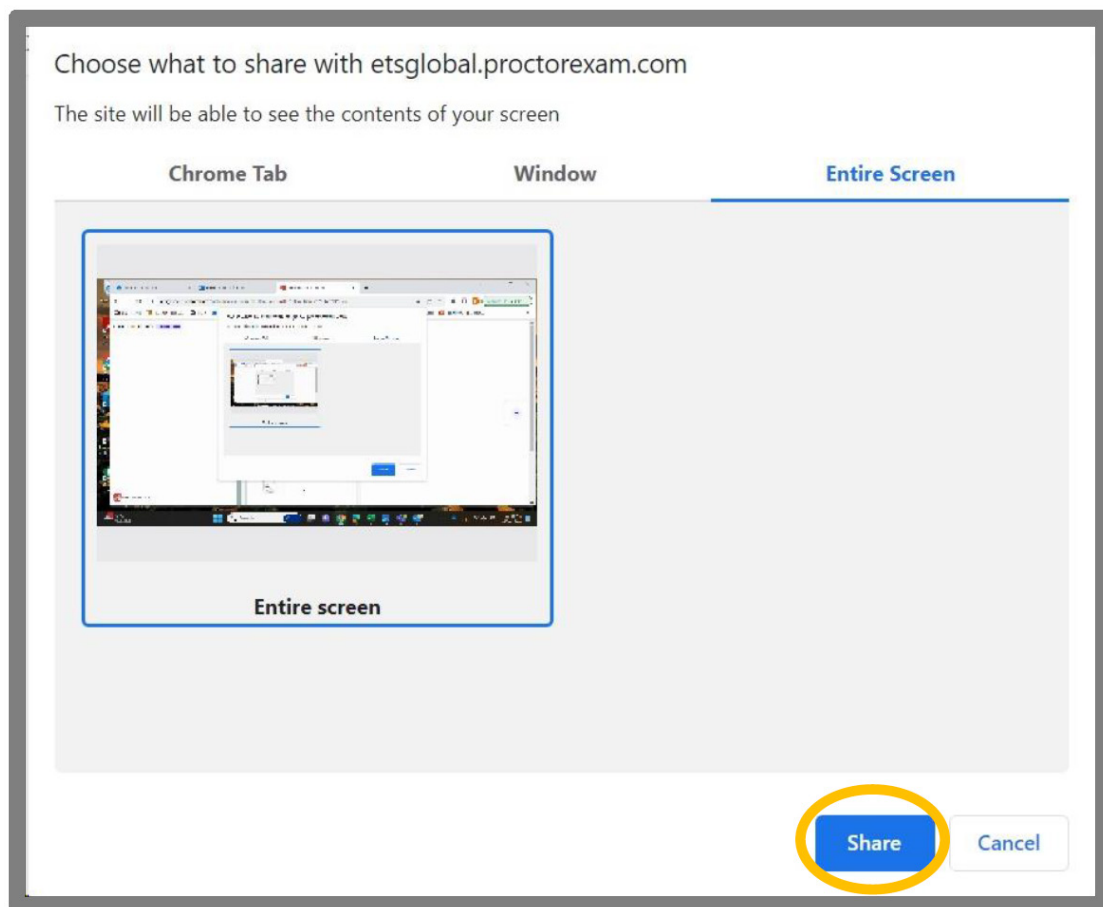 Choose what to share with etsglobal.proctorexam.com
The site will be able to see the contents of your screen
Chrome Tab Window Entire Screen
Entire screen
Share Cancel